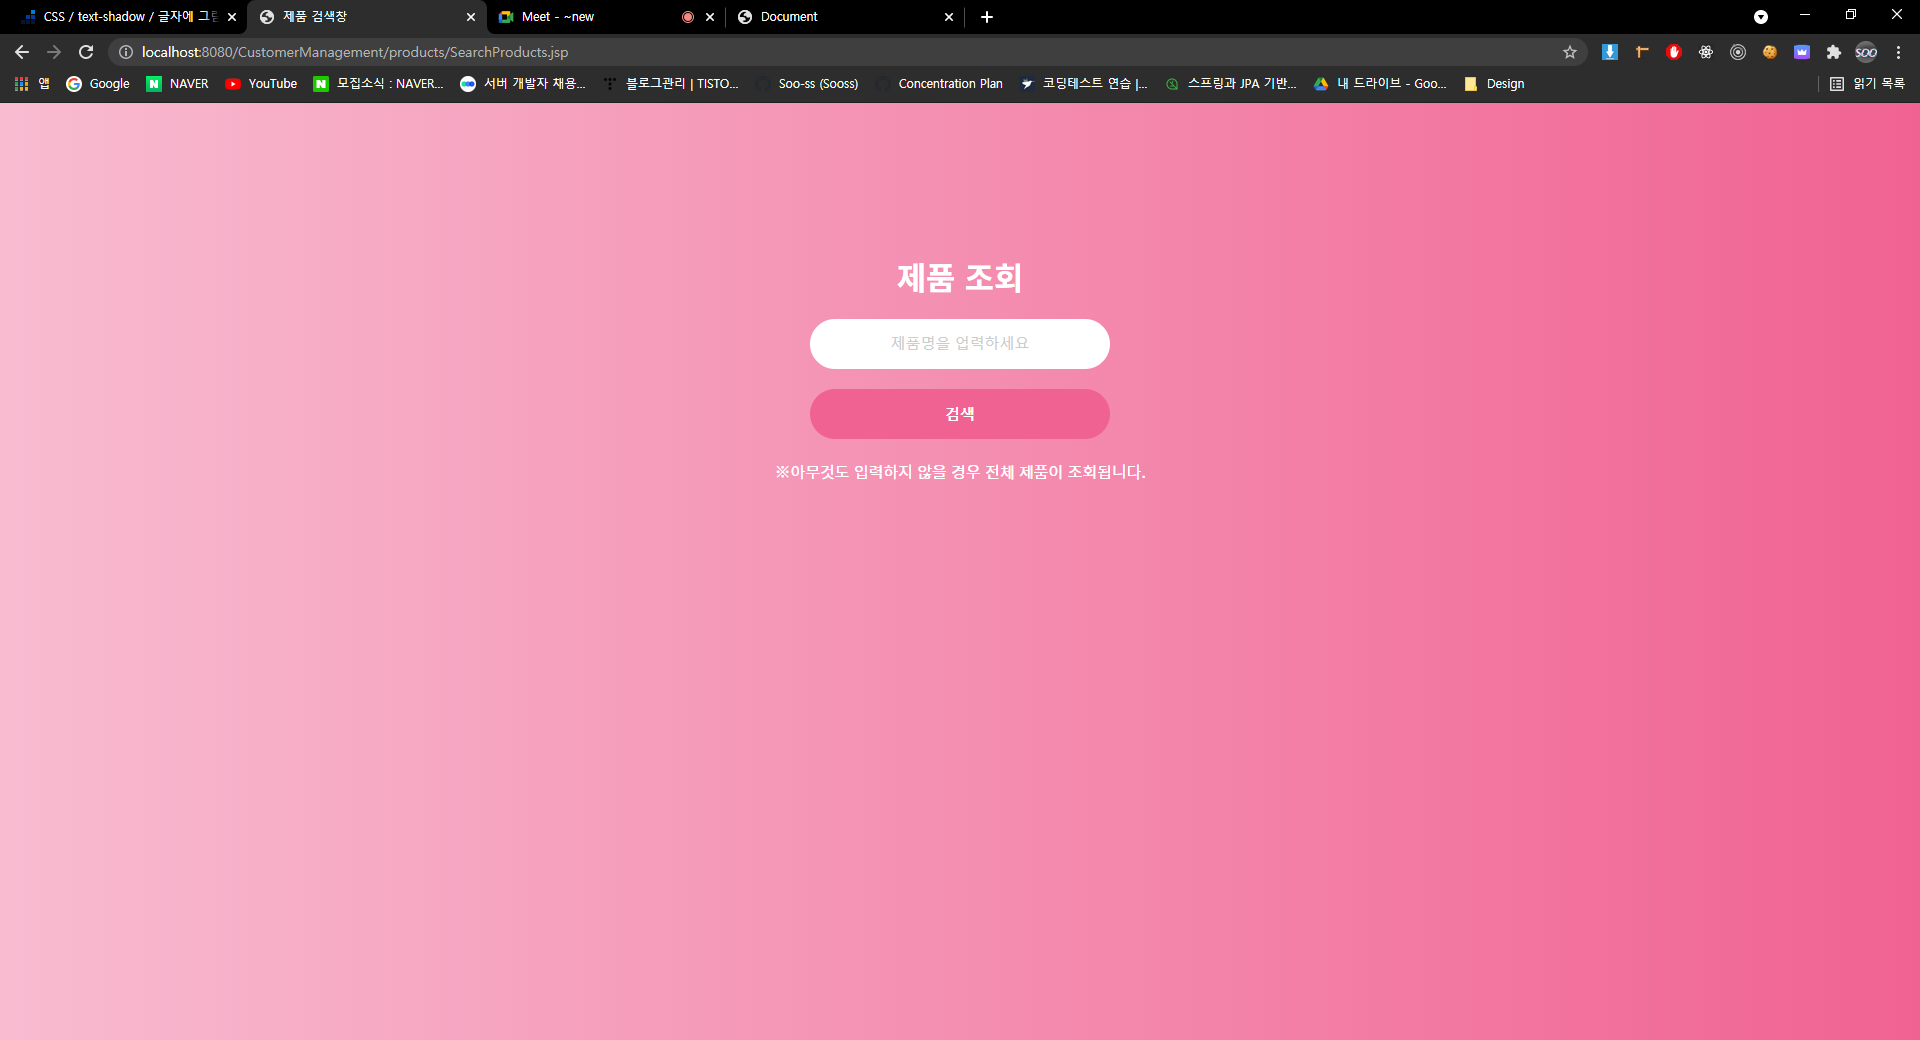 CSS / text-shadow / 글자에 그림
제품 검색창
Meet - ~new
Document
localhost:8080/CustomerManagement/products/SearchProducts.jsp
SOO
앱
Google
NAVER
YouTube
모집소식 : NAVER...
서버 개발자 채용...
블로그관리 | TISTO...
Soo-ss (Sooss)
Concentration Plan
코딩테스트 연습 |...
스프링과 JPA 기반...
내 드라이브 - Goo...
Design
읽기 목록
제품 조회
제품명을 업력하세요
검색
※아무것도 입력하지 않을 경우 전체 제품이 조회됩니다.